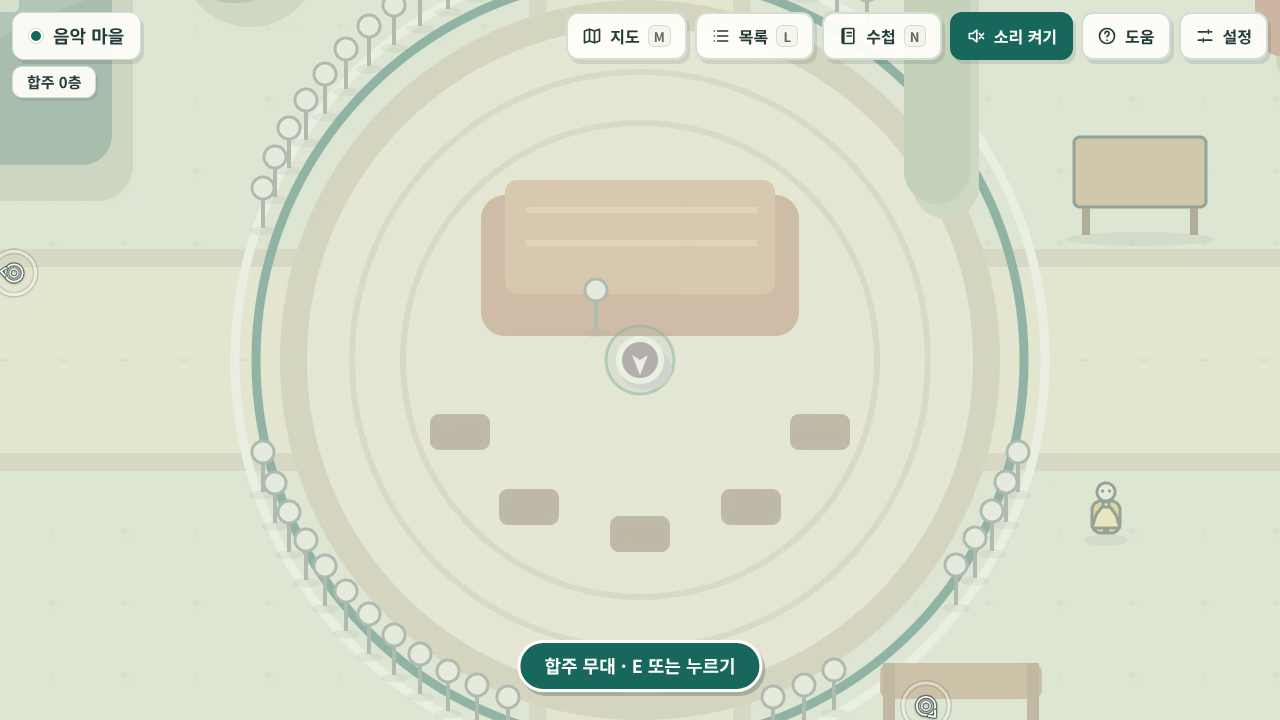 음악 마을
지도 M
목록 L
수첩 N
소리 켜기
도움
설정
합주 0층
합주 무대 · E 또는 누르기